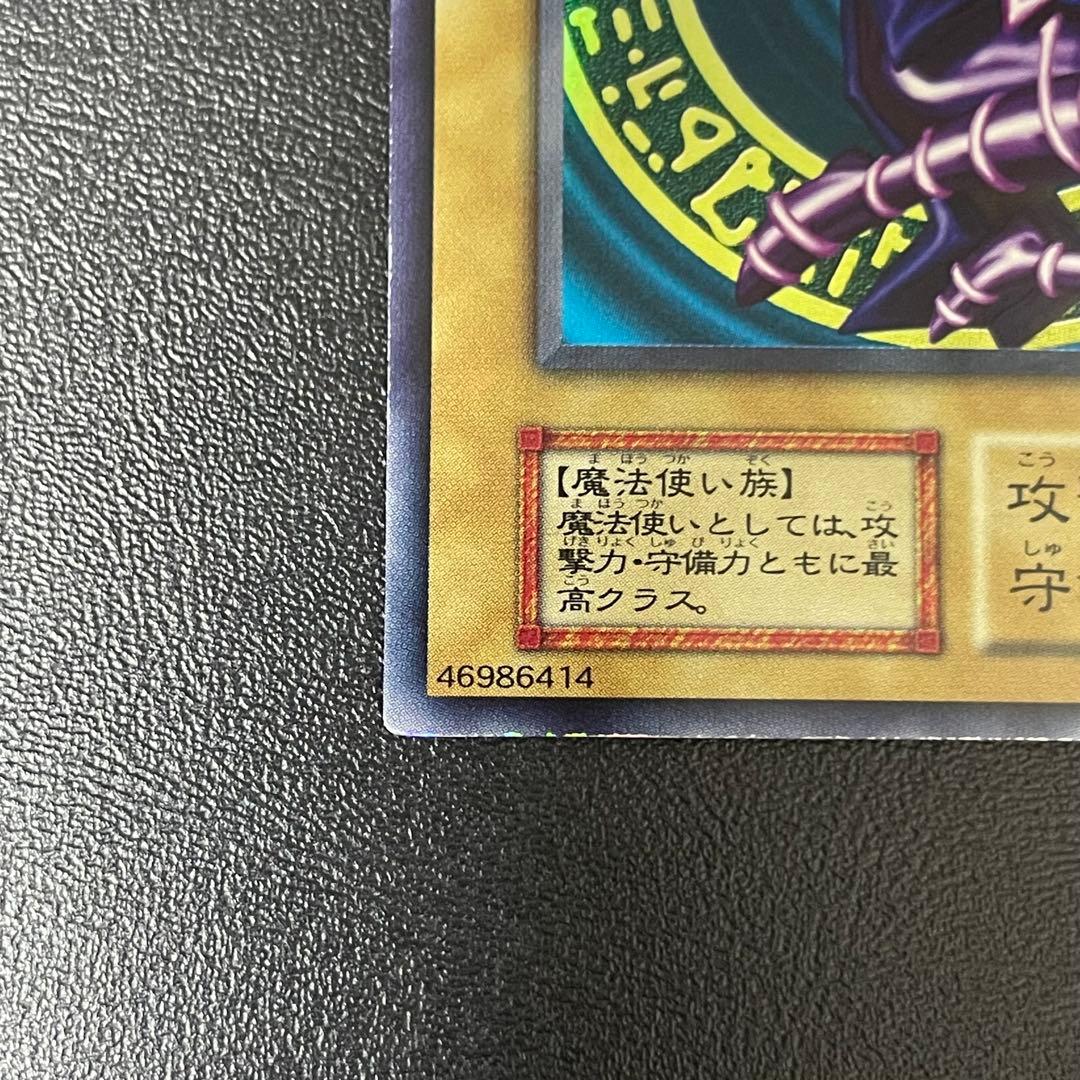 【魔法使い族】
魔法使いとしては、攻
撃力・守備力ともに最
高クラス。
攻
守
46986414